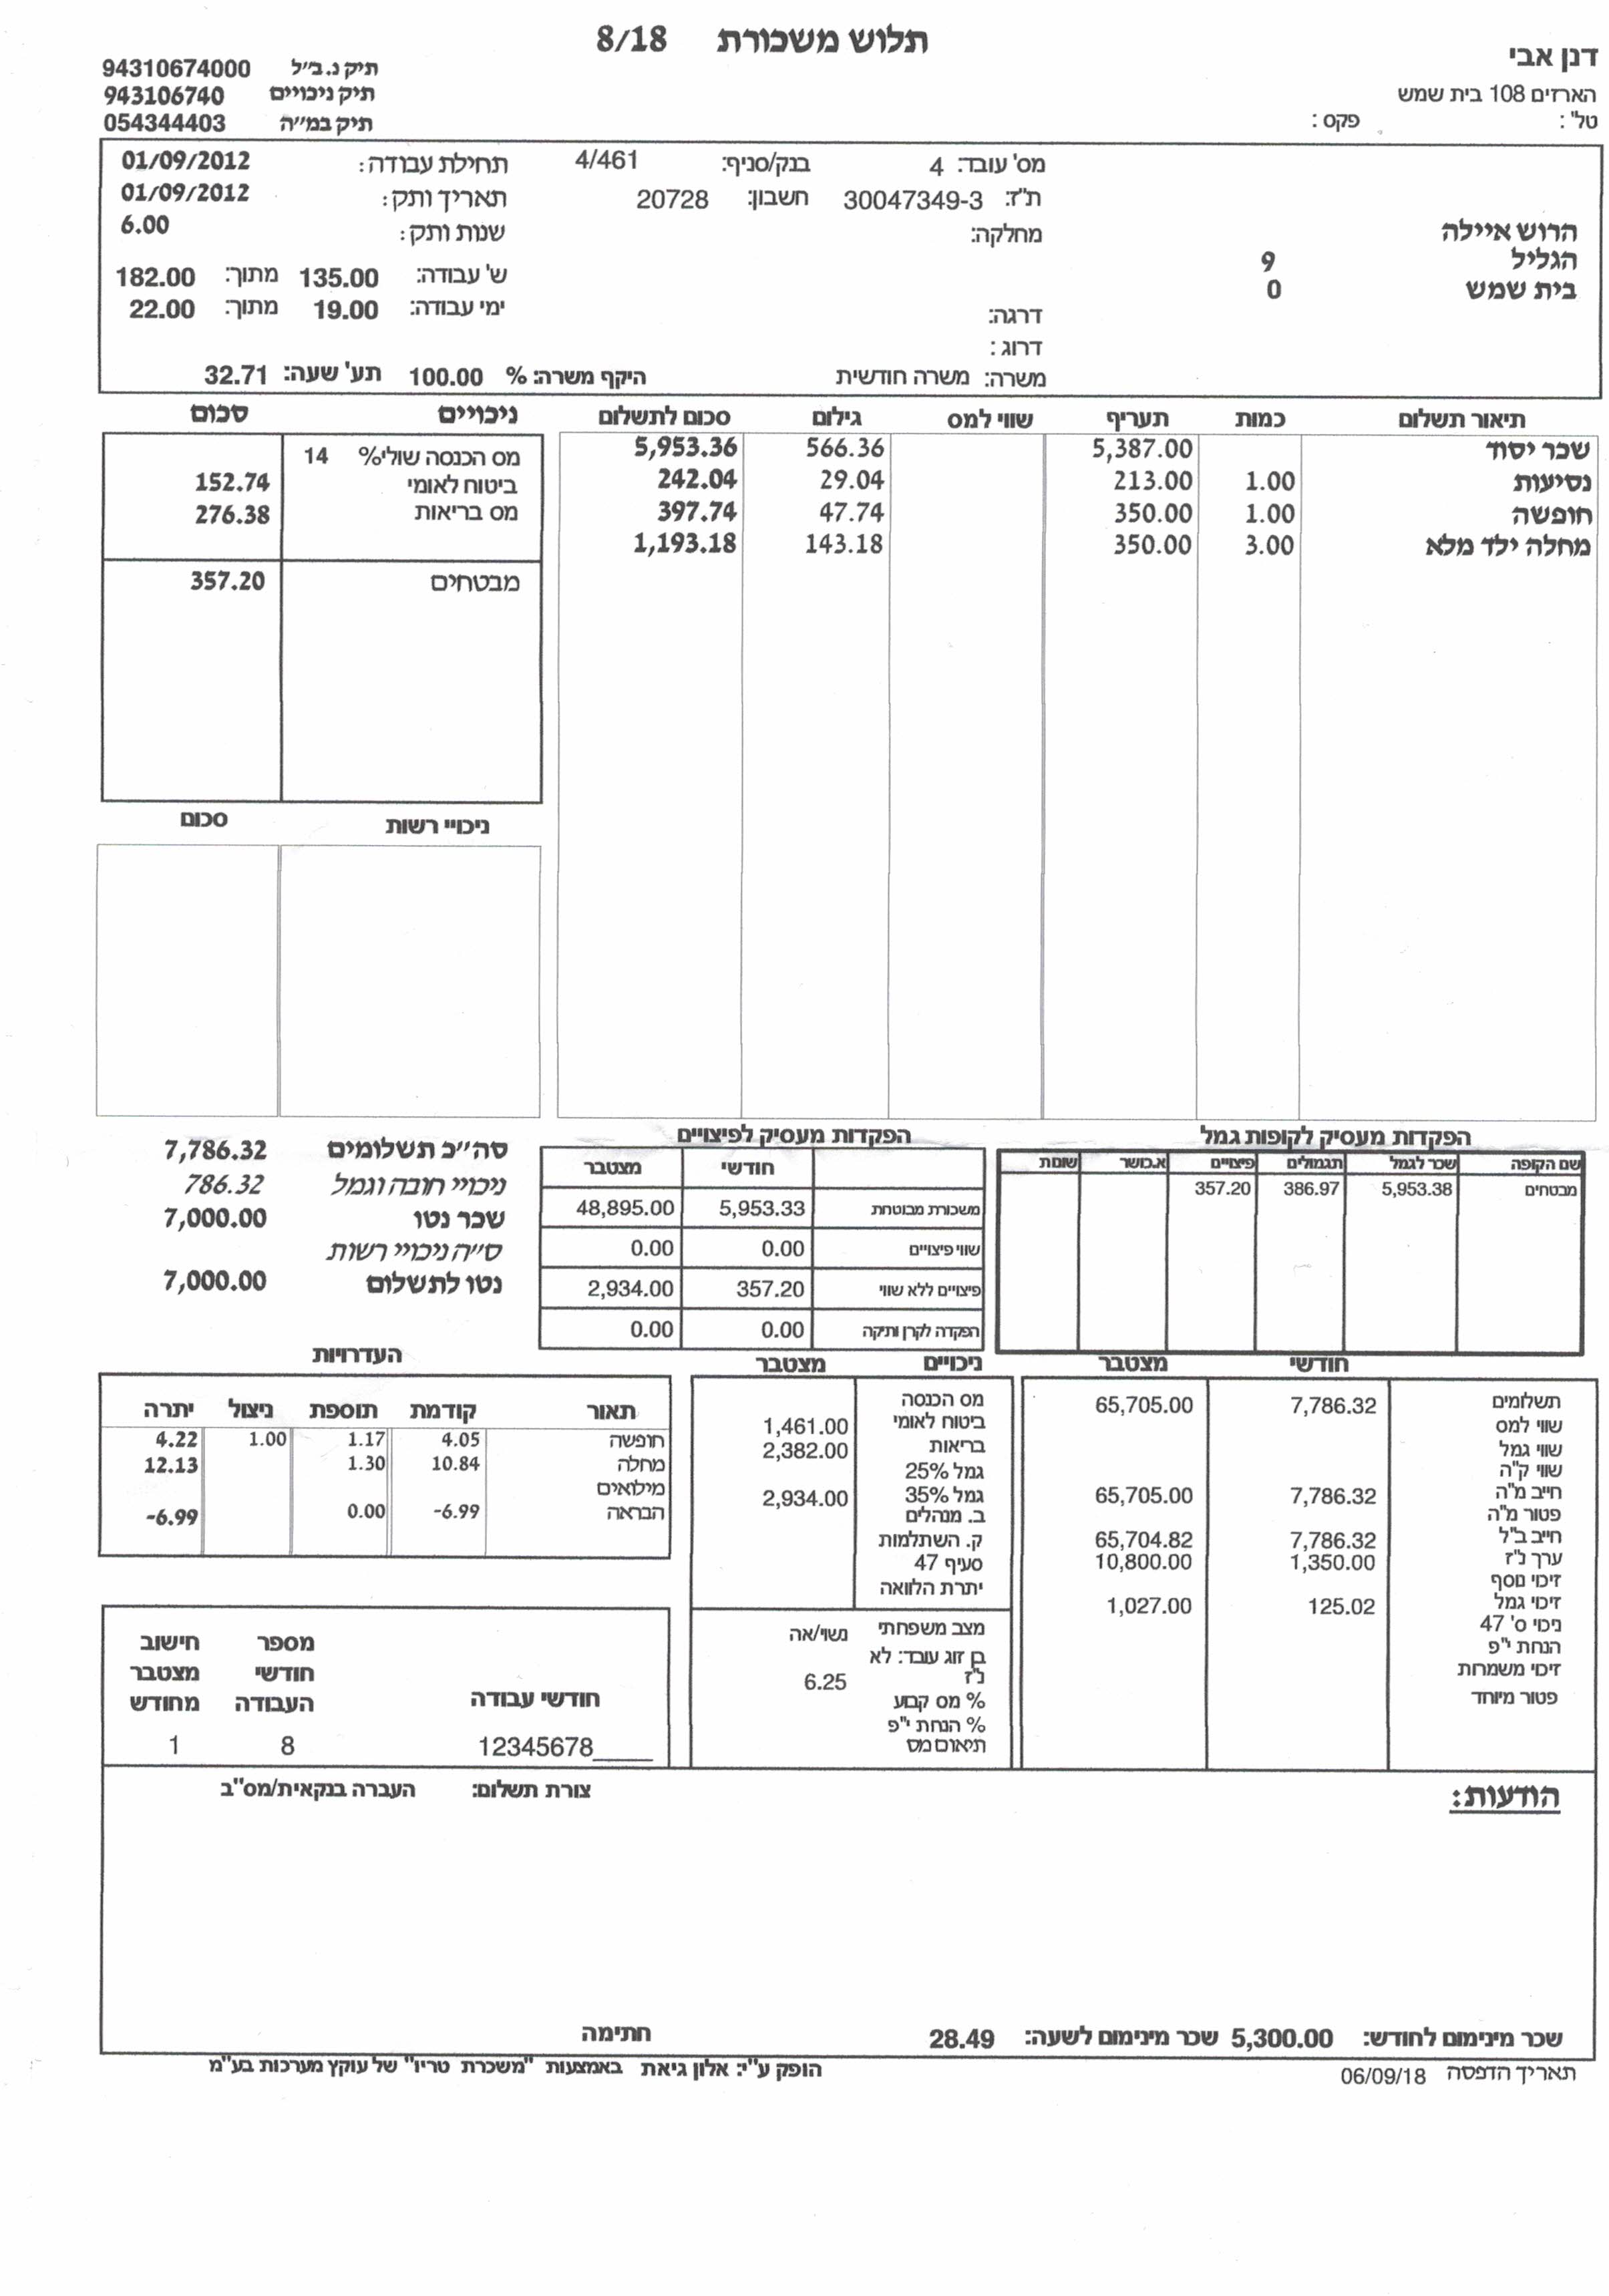 תלוש משכורת 8/18
דנן אבי
הארזים 108 בית שמש
טל': פקס:
תיק נ. ב״ל 94310674000
תיק ניכויים 943106740
תיק במ״ה 054344403
הרוש איילה
הגליל 9
בית שמש 0
מס' עובד: 4 בנק/סניף: 4/461
ת"ז: 30047349-3 חשבון: 20728
מחלקה:
דרגה:
דרוג:
משרה: משרה חודשית היקף משרה: % 100.00 תע' שעה: 32.71
תחילת עבודה: 01/09/2012
תאריך ותק: 01/09/2012
שנות ותק: 6.00
ש' עבודה: 135.00 מתוך: 182.00
ימי עבודה: 19.00 מתוך: 22.00
תיאור תשלום כמות תעריף שווי למס גילום סכום לתשלום
שכר יסוד 5,387.00 566.36 5,953.36
נסיעות 1.00 213.00 29.04 242.04
חופשה 1.00 350.00 47.74 397.74
מחלה ילד מלא 3.00 350.00 143.18 1,193.18
ניכויים סכום
מס הכנסה שולי% 14
ביטוח לאומי 152.74
מס בריאות 276.38
מבטחים 357.20
ניכויי רשות סכום
הפקדות מעסיק לקופות גמל
שם הקופה שכר לגמל תגמולים פיצויים א.כושר שונות
מבטחים 5,953.38 386.97 357.20
הפקדות מעסיק לפיצויים
חודשי מצטבר
משכורת מבוטחת 5,953.33 48,895.00
שווי פיצויים 0.00 0.00
פיצויים ללא שווי 357.20 2,934.00
הפקדה לקרן ותיקה 0.00 0.00
סה״כ תשלומים 7,786.32
ניכויי חובה וגמל 786.32
שכר נטו 7,000.00
ס״ה ניכויי רשות
נטו לתשלום 7,000.00
חודשי מצטבר
תשלומים 7,786.32 65,705.00
שווי למס
שווי גמל
שווי ק"ה
חייב מ"ה 7,786.32 65,705.00
פטור מ"ה
חייב ב"ל 7,786.32 65,704.82
ערך נ"ז 1,350.00 10,800.00
זיכוי נוסף
זיכוי גמל 125.02 1,027.00
ניכוי ס' 47
הנחת י"פ
זיכוי משמרות
פטור מיוחד
ניכויים מצטבר
מס הכנסה
ביטוח לאומי 1,461.00
בריאות 2,382.00
גמל 25%
גמל 35% 2,934.00
ב. מנהלים
ק. השתלמות
סעיף 47
יתרת הלוואה
מצב משפחתי נשוי/אה
בן זוג עובד: לא
נ"ז 6.25
% מס קבוע
% הנחת י"פ
תיאום מס
העדרויות
תאור קודמת תוספת ניצול יתרה
חופשה 4.05 1.17 1.00 4.22
מחלה 10.84 1.30 12.13
מילואים
הבראה -6.99 0.00 -6.99
חודשי עבודה מספר חודשי העבודה חישוב מצטבר מחודש
12345678____ 8 1
הודעות:
צורת תשלום: העברה בנקאית/מס"ב
שכר מינימום לחודש: 5,300.00 שכר מינימום לשעה: 28.49 חתימה
תאריך הדפסה 06/09/18 הופק ע"י: אלון גיאת באמצעות "משכרת טריו" של עוקץ מערכות בע"מ